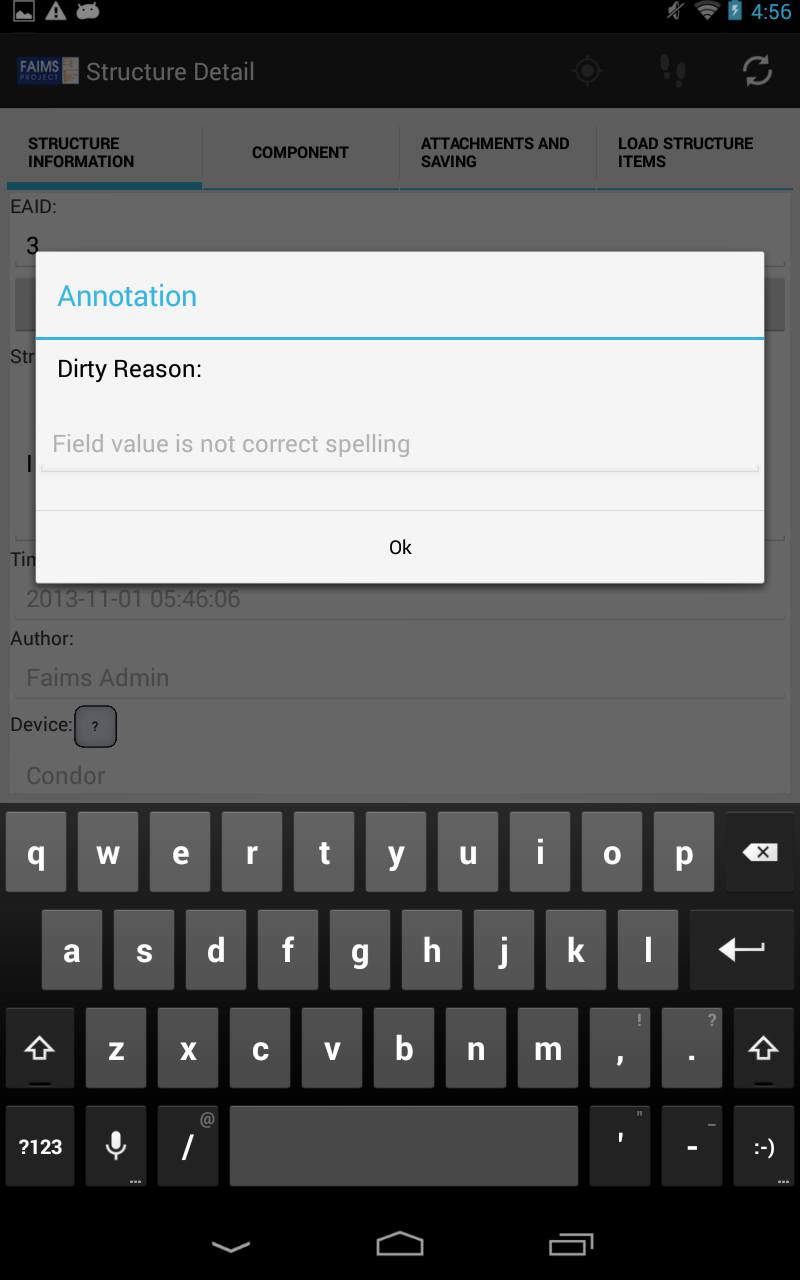 4:56
FAIMS
PROJECT
Structure Detail
STRUCTURE
INFORMATION
COMPONENT
ATTACHMENTS AND
SAVING
LOAD STRUCTURE
ITEMS
EAID:
3
Annotation
Str
Dirty Reason:
Field value is not correct spelling
I
Ok
Tim
2013-11-01 05:46:06
Author:
Faims Admin
Device: ?
Condor
q w e r t y u i o p
a s d f g h j k l
z x c v b n m , ! . ?
?123 ... / @ ' " - _ :-) ...